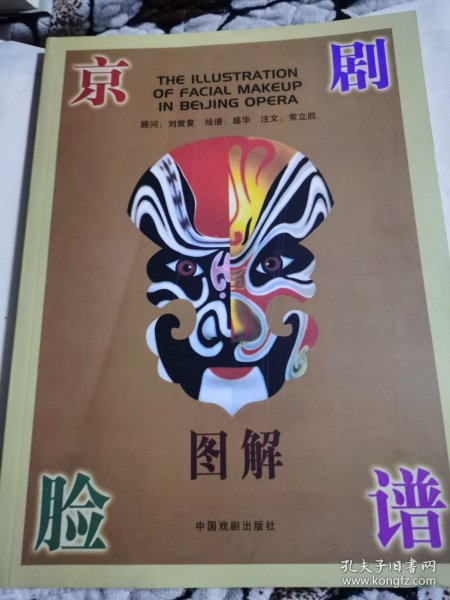 京剧
THE ILLUSTRATION
OF FACIAL MAKEUP
IN BEIJING OPERA
顾问：刘曾复 绘谱：盛华 注文：常立胜
图解
脸谱
中国戏剧出版社
孔夫子旧书网
www.kongfz.com